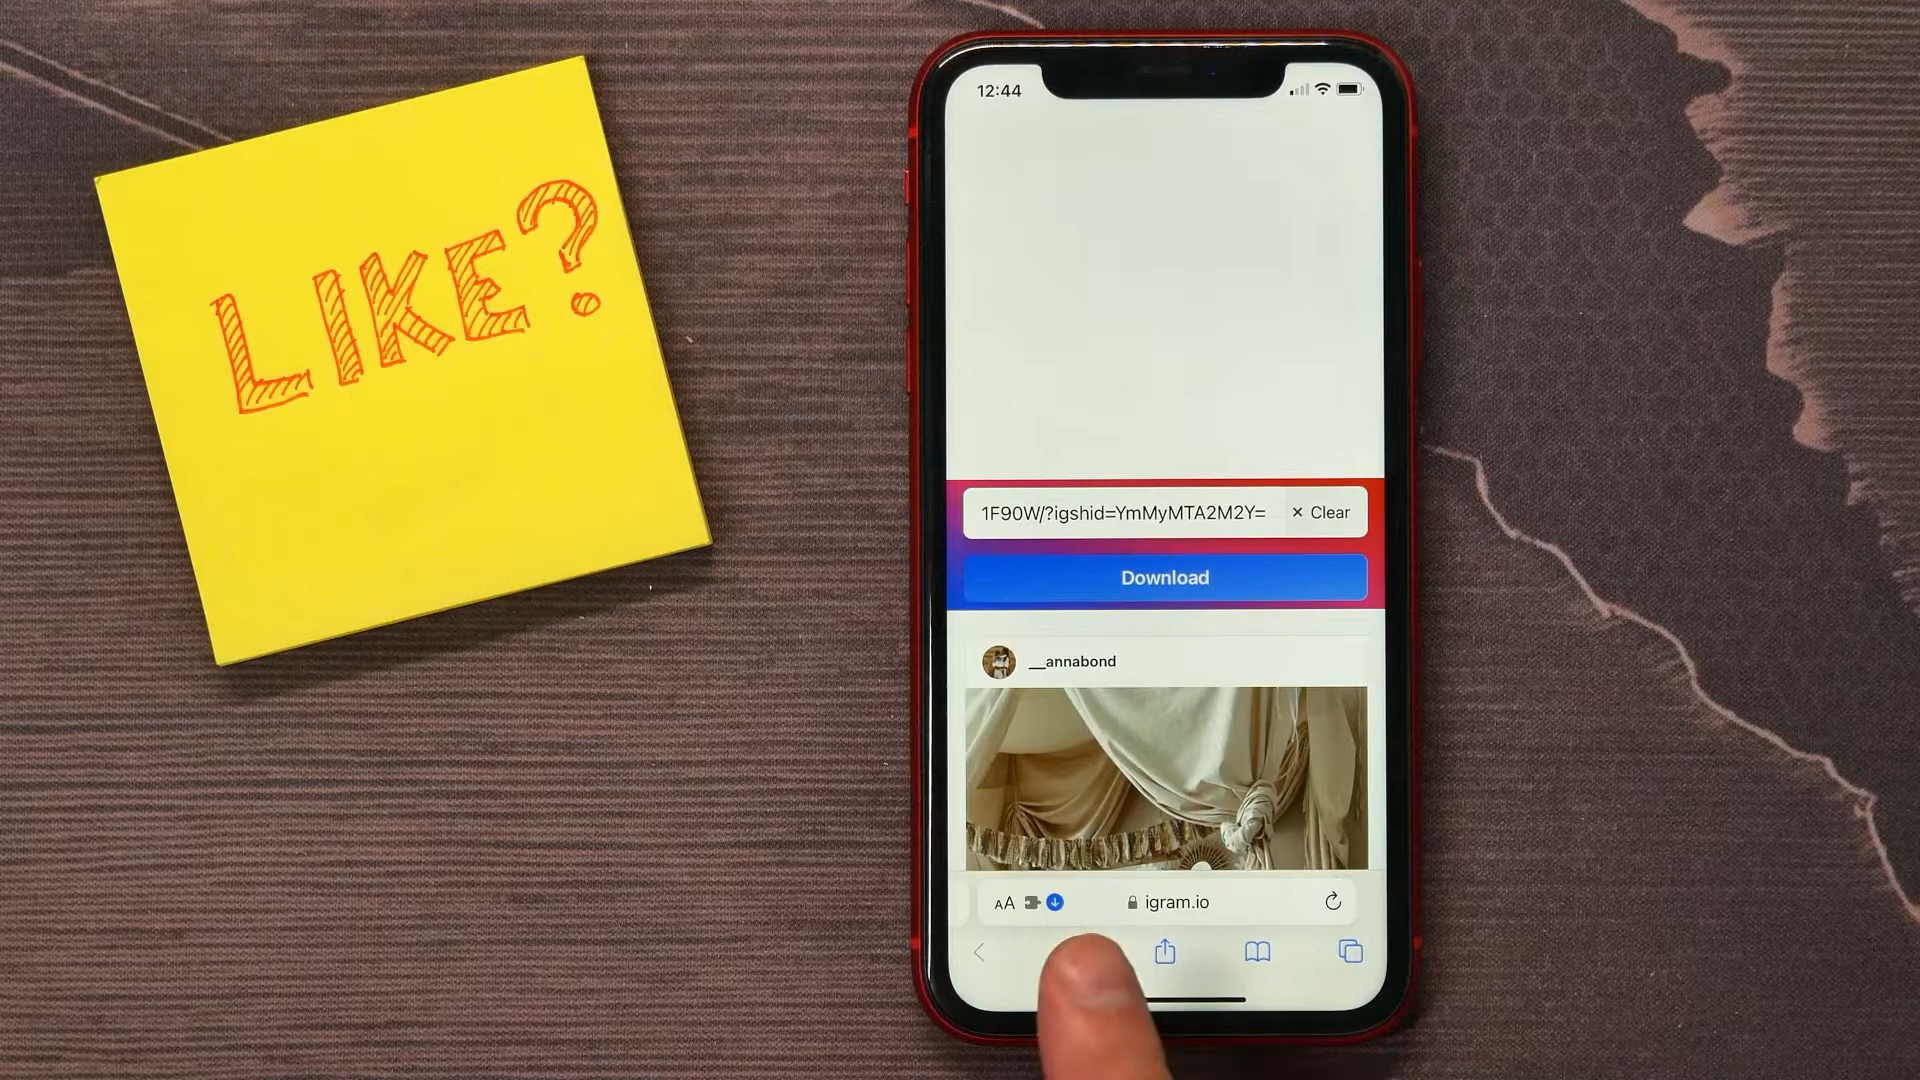 LIKE?
12:44
1F90W/?igshid=YmMyMTA2M2Y=
× Clear
Download
__annabond
AA
igram.io